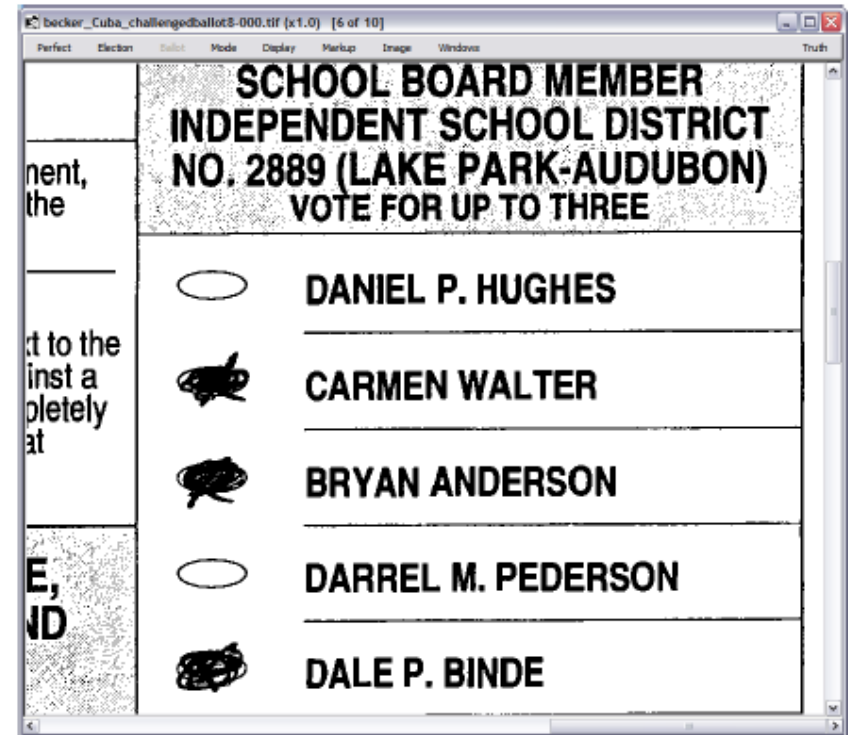 becker_Cuba_challengedballot8-000.tif (x1.0) [6 of 10]
Perfect Election Ballot Mode Display Markup Image Windows Truth
SCHOOL BOARD MEMBER
INDEPENDENT SCHOOL DISTRICT
NO. 2889 (LAKE PARK-AUDUBON)
VOTE FOR UP TO THREE
nent,
the
DANIEL P. HUGHES
xt to the
inst a
pletely
at
CARMEN WALTER
BRYAN ANDERSON
E,
ND
DARREL M. PEDERSON
DALE P. BINDE